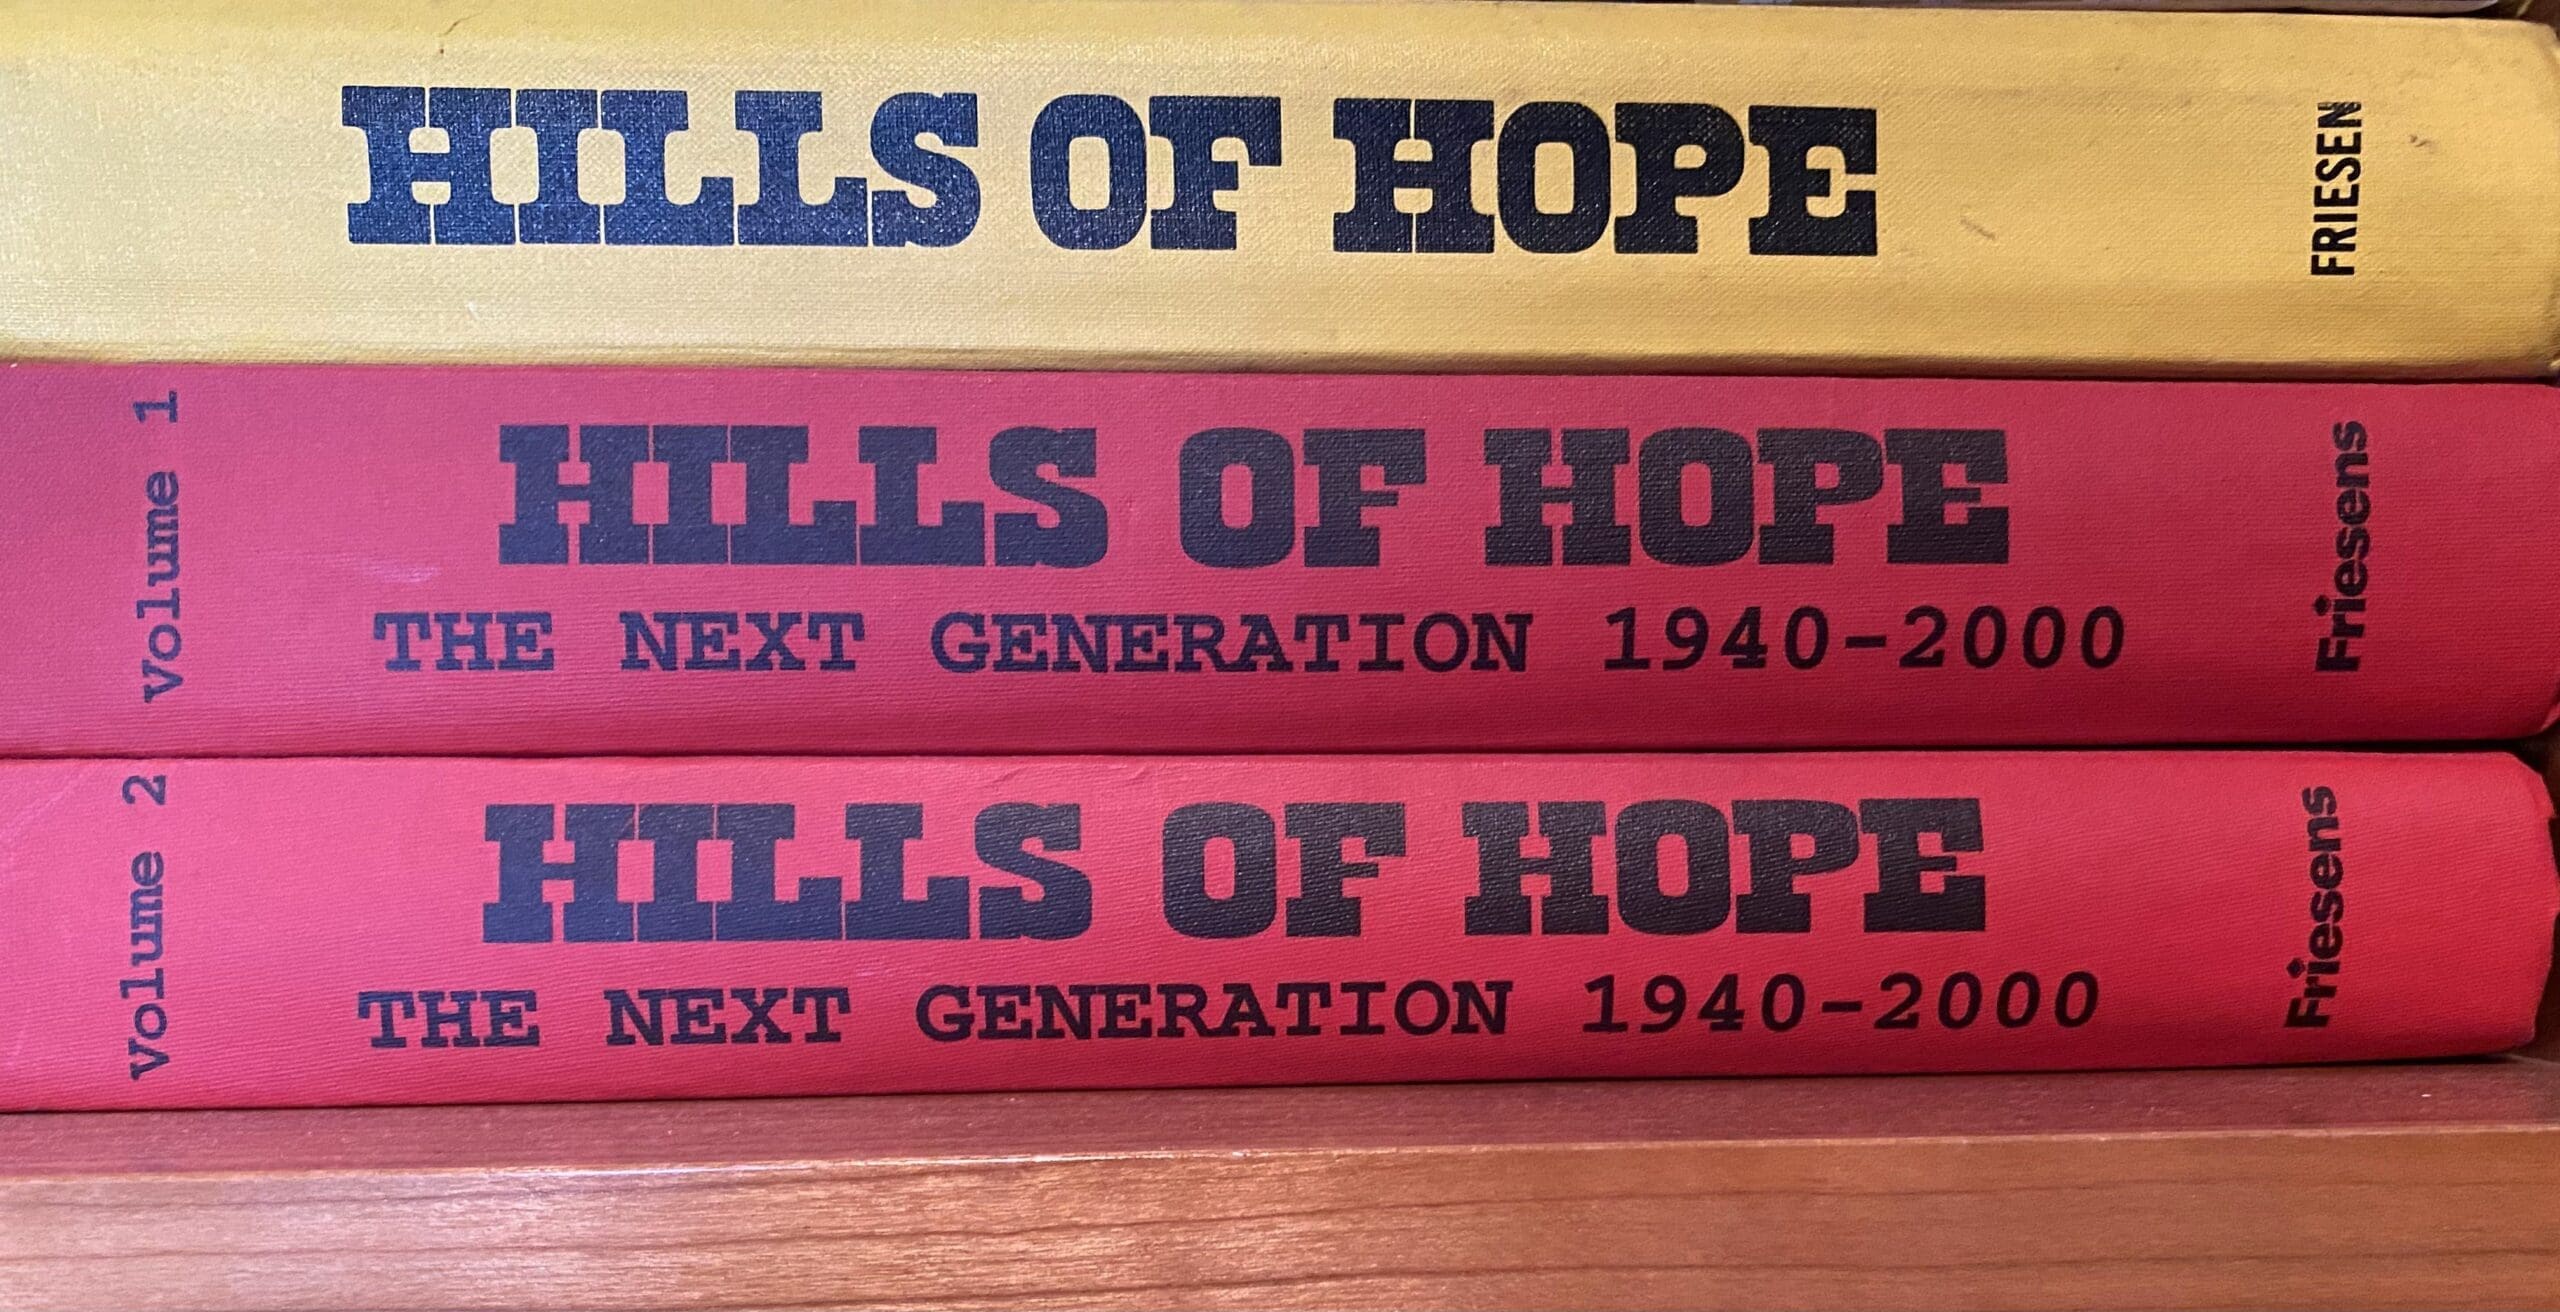 HILLS OF HOPE
FRIESEN
Volume 1
HILLS OF HOPE
THE NEXT GENERATION 1940-2000
Friesens
Volume 2
HILLS OF HOPE
THE NEXT GENERATION 1940-2000
Friesens